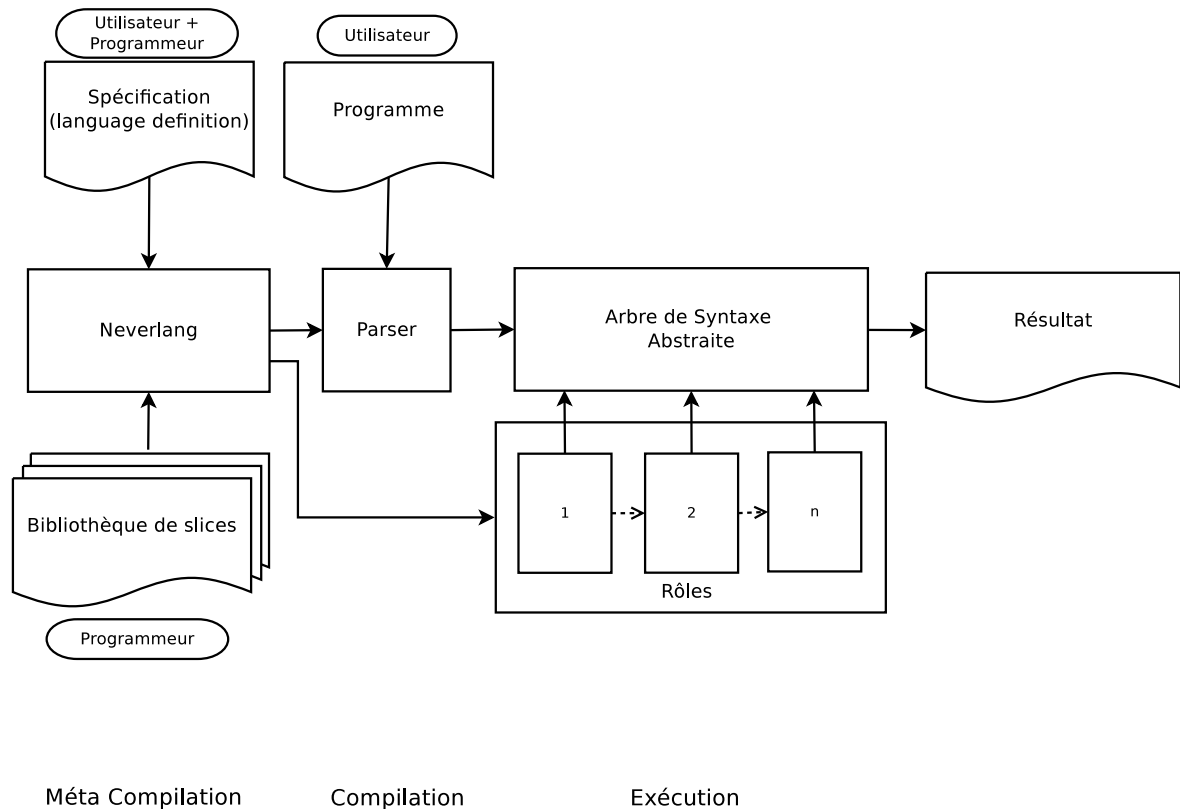 Utilisateur +
Programmeur
Utilisateur
Spécification
(language definition)
Programme
Neverlang
Parser
Arbre de Syntaxe
Abstraite
Résultat
Bibliothèque de slices
1
2
n
Rôles
Programmeur
Méta Compilation
Compilation
Exécution